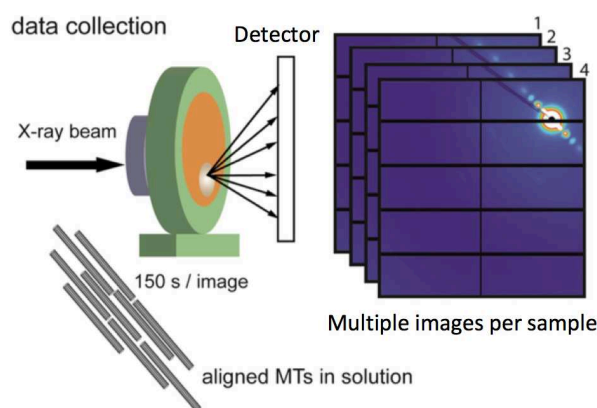 data collection
Detector
X-ray beam
150 s / image
aligned MTs in solution
1
2
3
4
Multiple images per sample